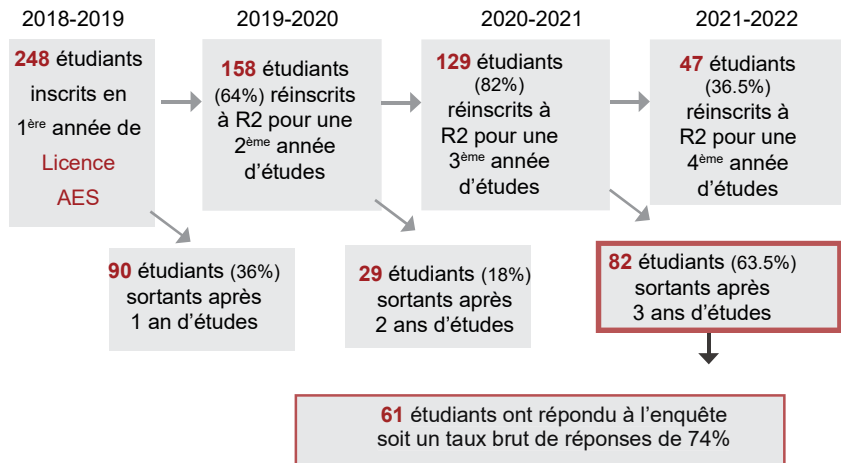 2018-2019
2019-2020
2020-2021
2021-2022
248 étudiants
inscrits en
1ère année de
Licence
AES
158 étudiants
(64%) réinscrits
à R2 pour une
2ème année
d'études
129 étudiants
(82%)
réinscrits à
R2 pour une
3ème année
d'études
47 étudiants
(36.5%)
réinscrits à
R2 pour une
4ème année
d'études
90 étudiants (36%)
sortants après
1 an d'études
29 étudiants (18%)
sortants après
2 ans d'études
82 étudiants (63.5%)
sortants après
3 ans d'études
61 étudiants ont répondu à l'enquête
soit un taux brut de réponses de 74%